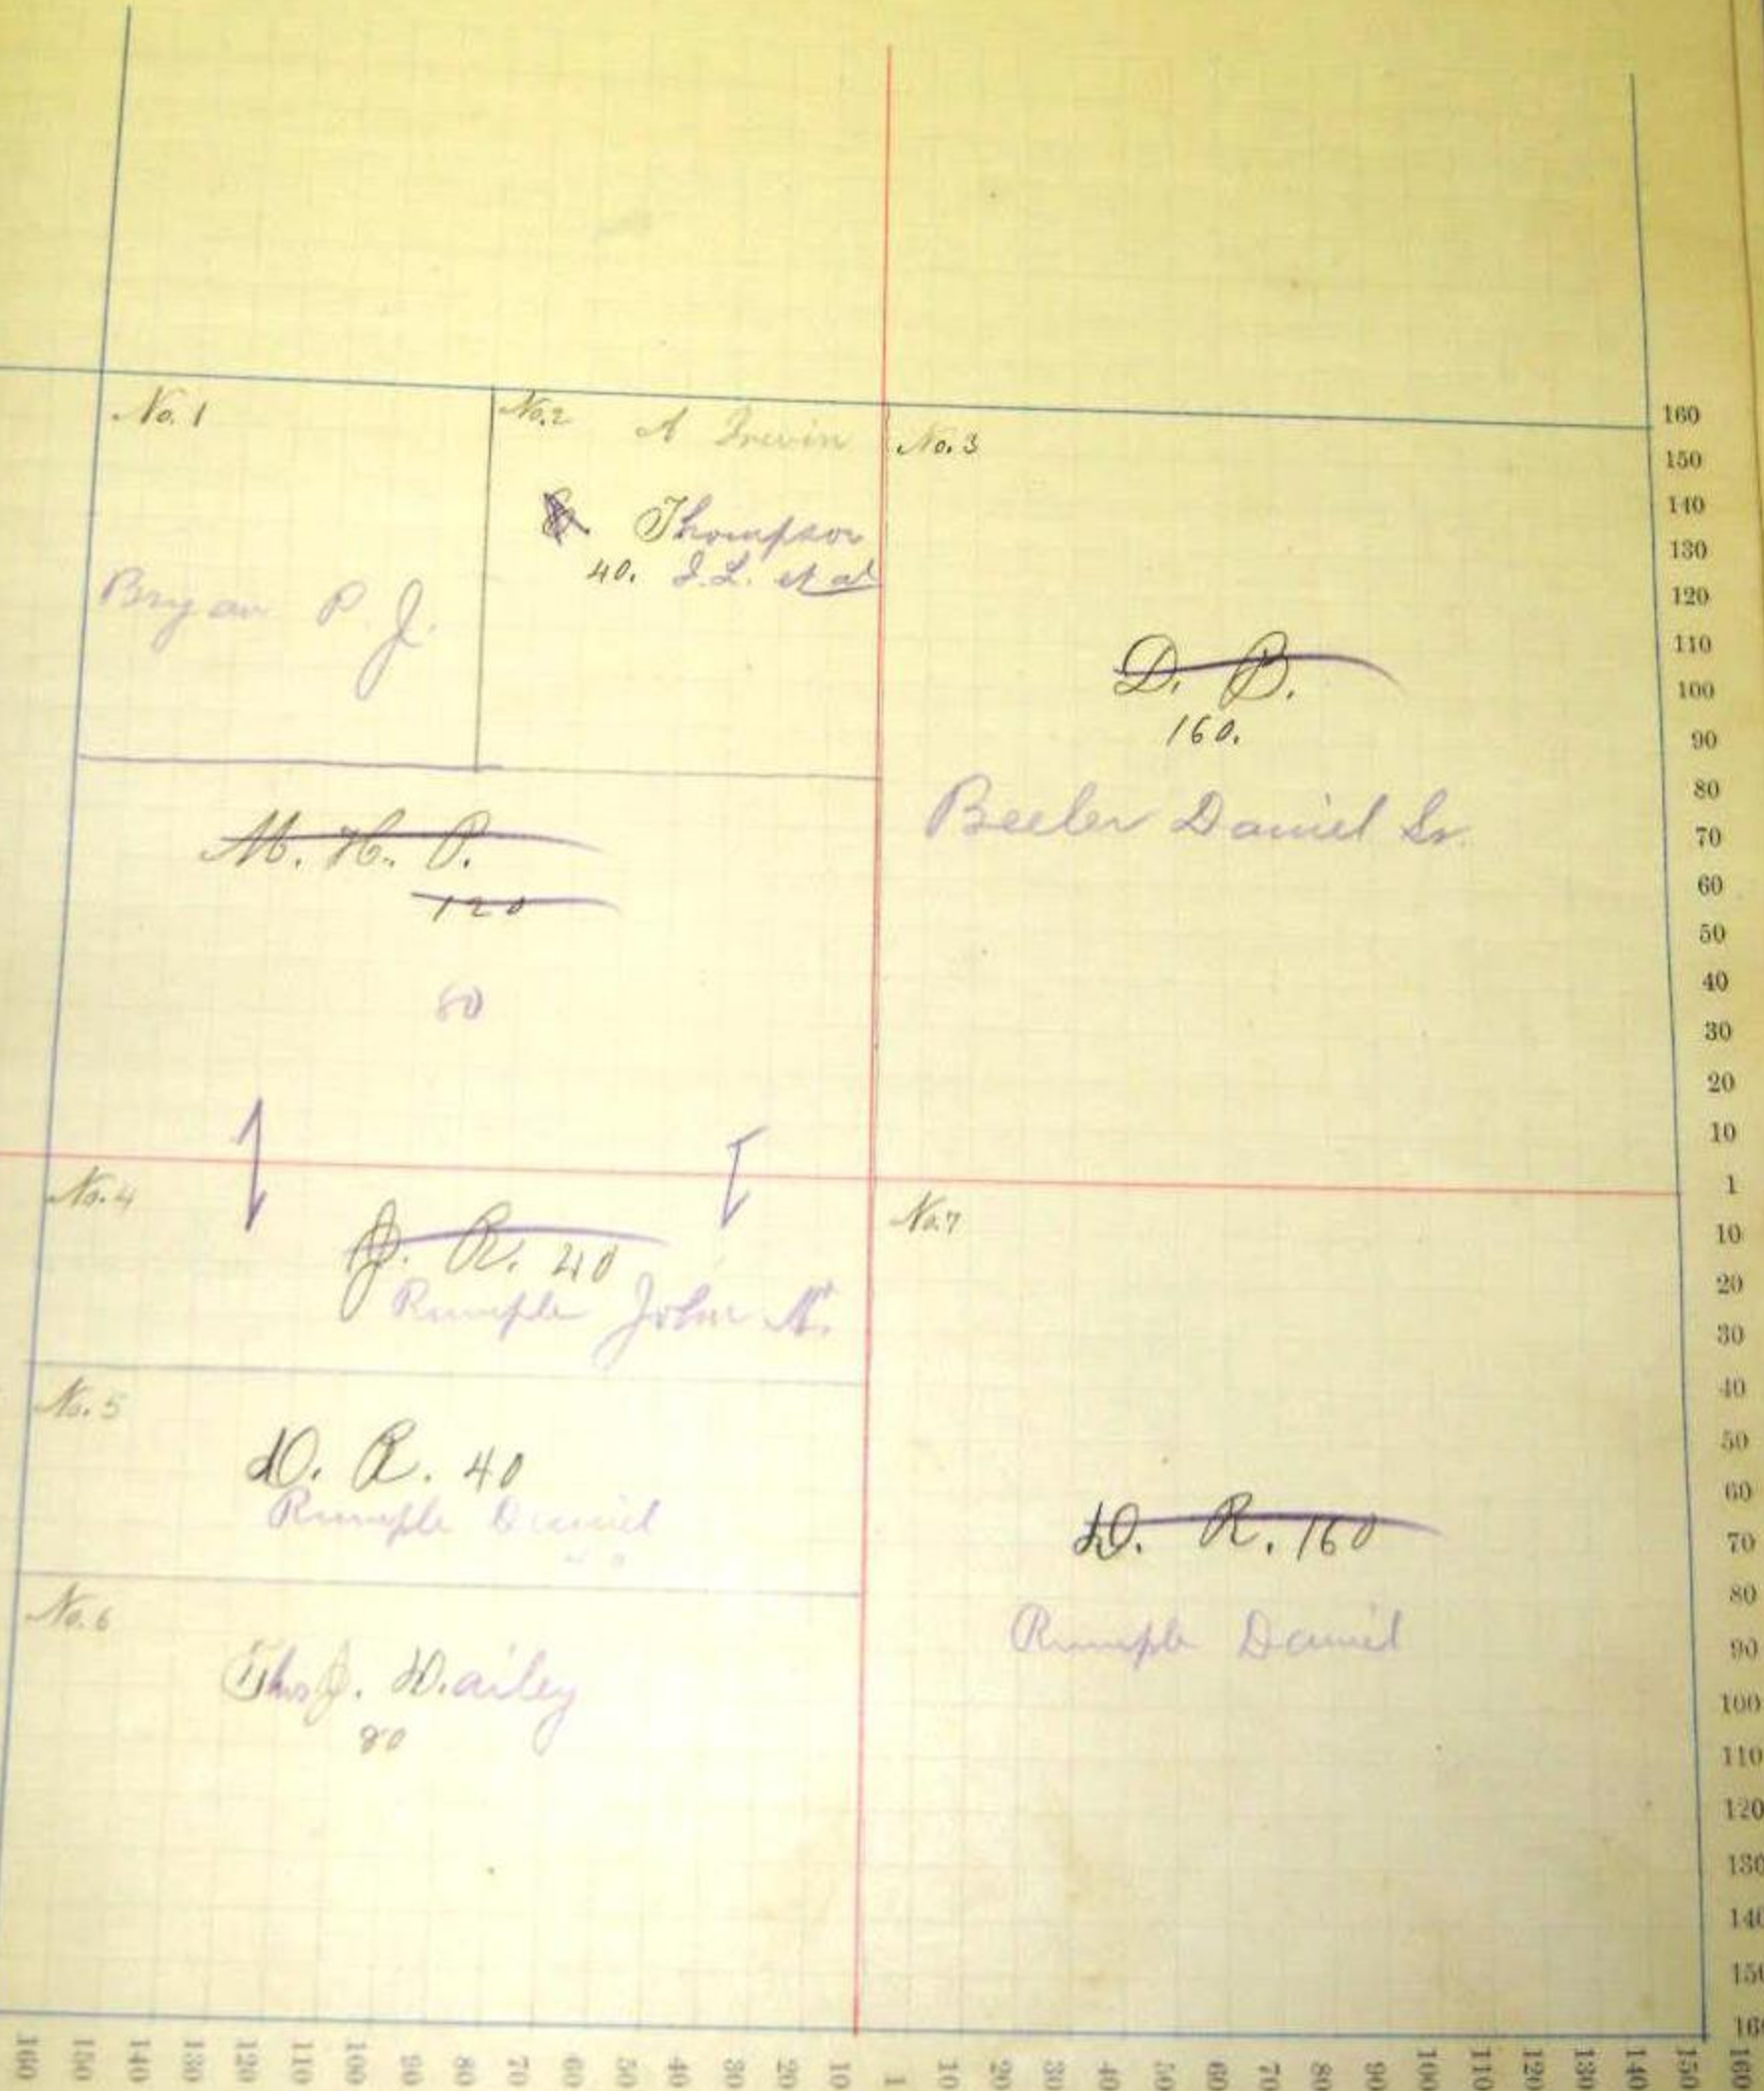 No. 1
Bryan P. J.
No. 2
A
Thompson
40. J.L. et al
M. H. P.
120
80
No. 3
D. B.
160.
Beeler Daniel Sr
No. 4
J. R. 40
Rumple John
No. 5
D. R. 40
Rumple Daniel
No. 6
Thos J. Dailey
80
No. 7
D. R. 160
Rumple Daniel
160
150
140
130
120
110
100
90
80
70
60
50
40
30
20
10
1
10
20
30
40
50
60
70
80
90
100
110
120
130
140
150
160
160 150 140 130 120 110 100 90 80 70 60 50 40 30 20 10 1 10 20 30 40 50 60 70 80 90 100 110 120 130 140 150 160